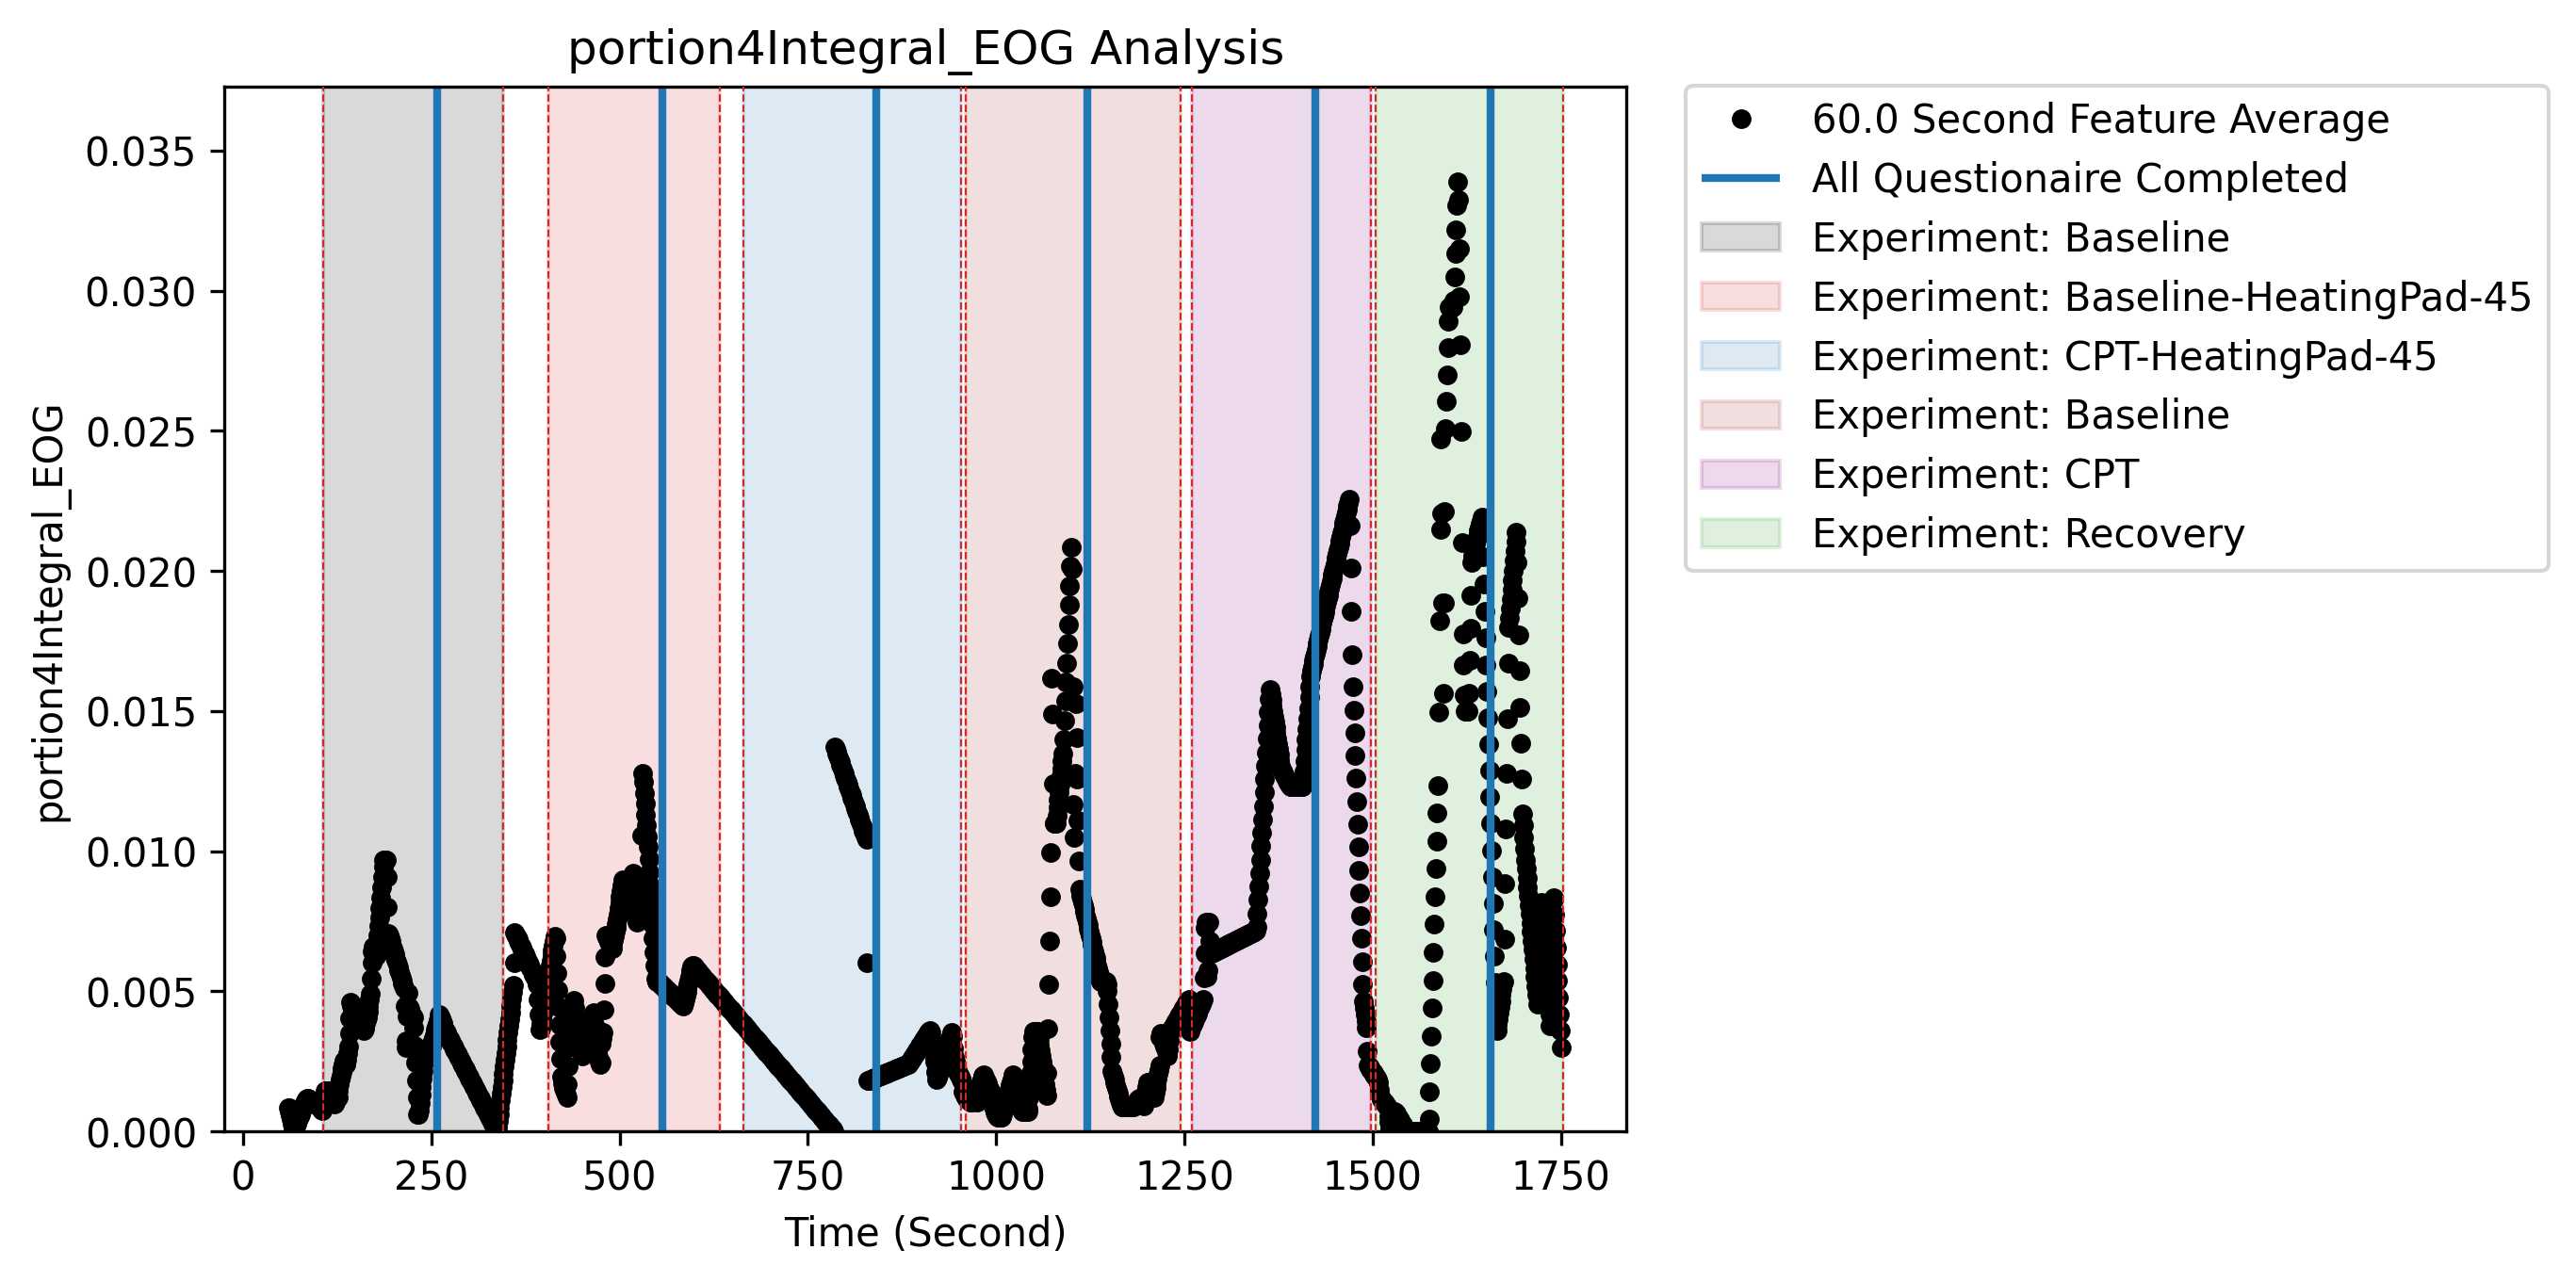 portion4Integral_EOG Analysis
0.035
0.030
0.025
0.020
0.015
0.010
0.005
0.000
portion4Integral_EOG
0 250 500 750 1000 1250 1500 1750
Time (Second)
60.0 Second Feature Average
All Questionaire Completed
Experiment: Baseline
Experiment: Baseline-HeatingPad-45
Experiment: CPT-HeatingPad-45
Experiment: Baseline
Experiment: CPT
Experiment: Recovery